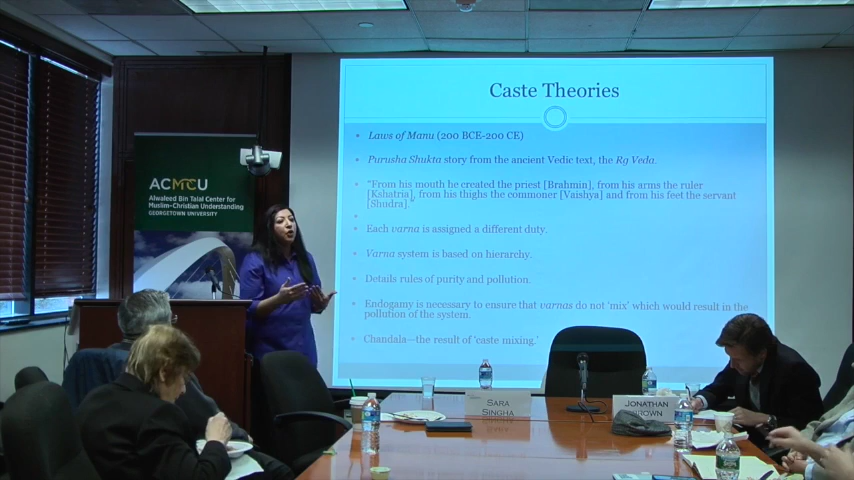 Caste Theories
Laws of Manu (200 BCE-200 CE)
Purusha Shukta story from the ancient Vedic text, the Rg Veda.
"From his mouth he created the priest [Brahmin], from his arms the ruler
[Kshatria], from his thighs the commoner [Vaishya] and from his feet the servant
[Shudra]."
Each varna is assigned a different duty.
Varna system is based on hierarchy.
Details rules of purity and pollution.
Endogamy is necessary to ensure that varnas do not 'mix' which would result in the
pollution of the system.
Chandala—the result of 'caste mixing.'
ACMCU
Alwaleed Bin Talal Center for
Muslim-Christian Understanding
GEORGETOWN UNIVERSITY
SARA
SINGHA
JONATHAN
BROWN